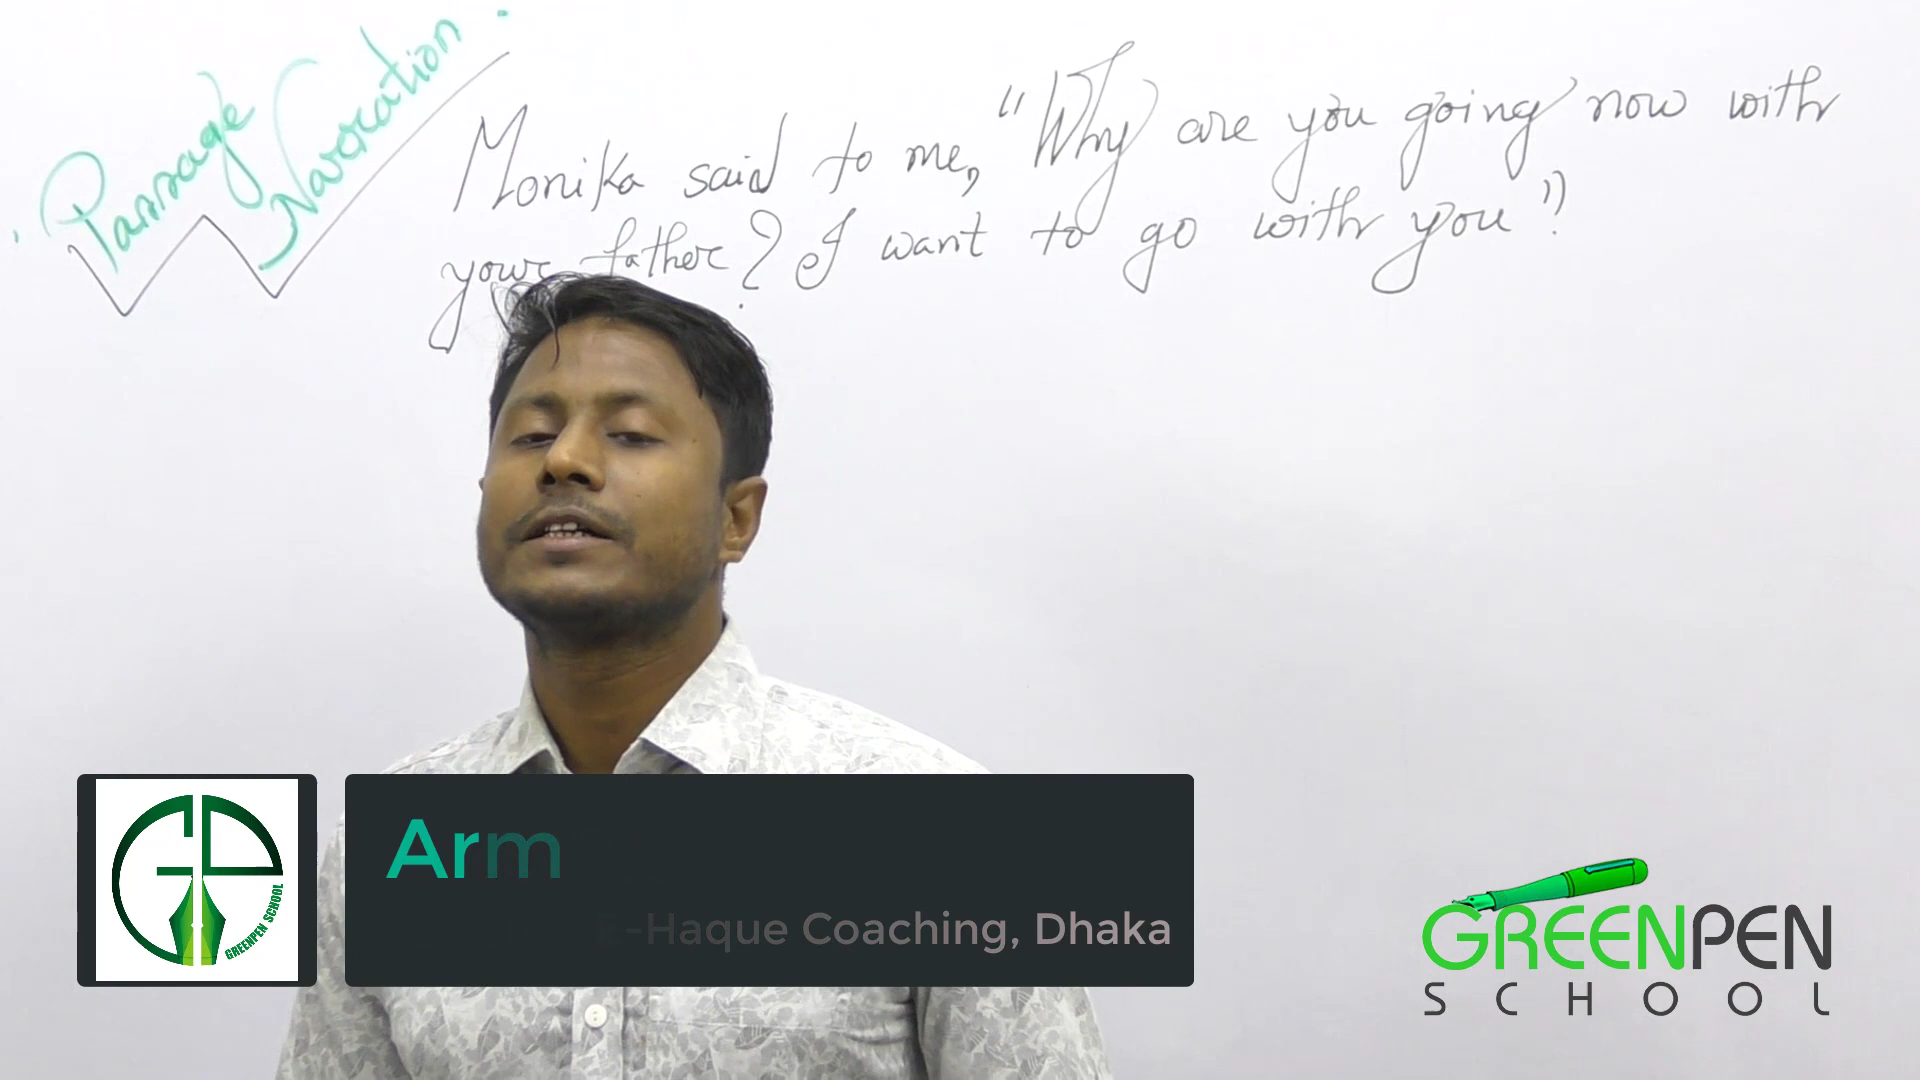 Passage
Narration
Monika said to me, "Why are you going now with
your father? I want to go with you"?
GREENPEN SCHOOL
Arm
-Haque Coaching, Dhaka
GREENPEN
SCHOOL